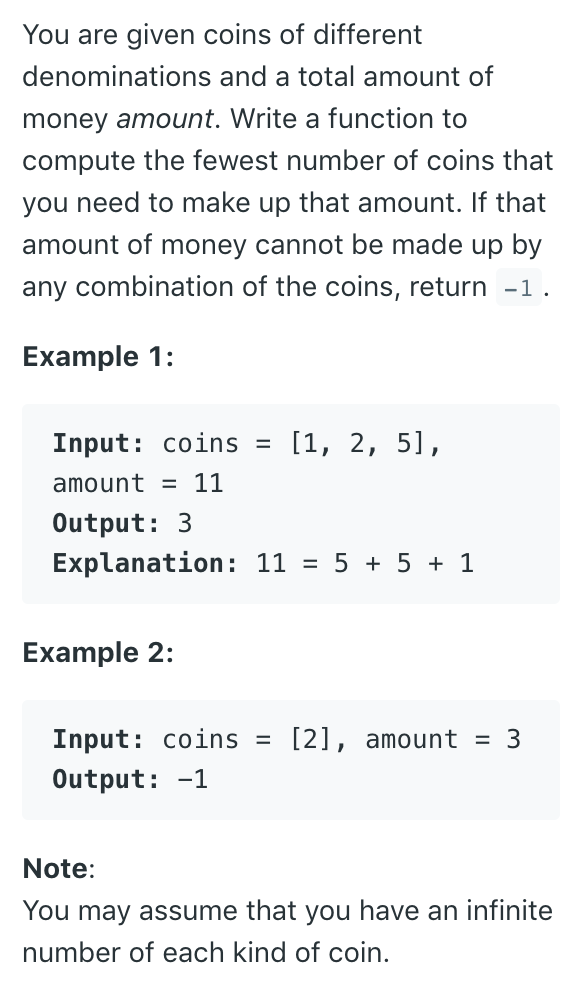 You are given coins of different
denominations and a total amount of
money amount. Write a function to
compute the fewest number of coins that
you need to make up that amount. If that
amount of money cannot be made up by
any combination of the coins, return -1 .
Example 1:
Input: coins = [1, 2, 5],
amount = 11
Output: 3
Explanation: 11 = 5 + 5 + 1
Example 2:
Input: coins = [2], amount = 3
Output: -1
Note:
You may assume that you have an infinite
number of each kind of coin.